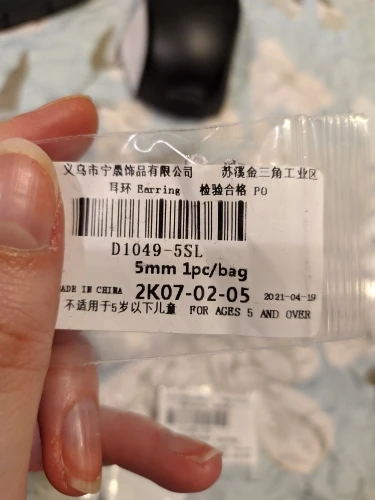 义乌市宁晟饰品有限公司 苏溪金三角工业区
耳环 Earring 检验合格 PO
D1049-5SL
5mm 1pc/bag
ADE IN CHINA 2K07-02-05 2021-04-19
不适用于5岁以下儿童 FOR AGES 5 AND OVER